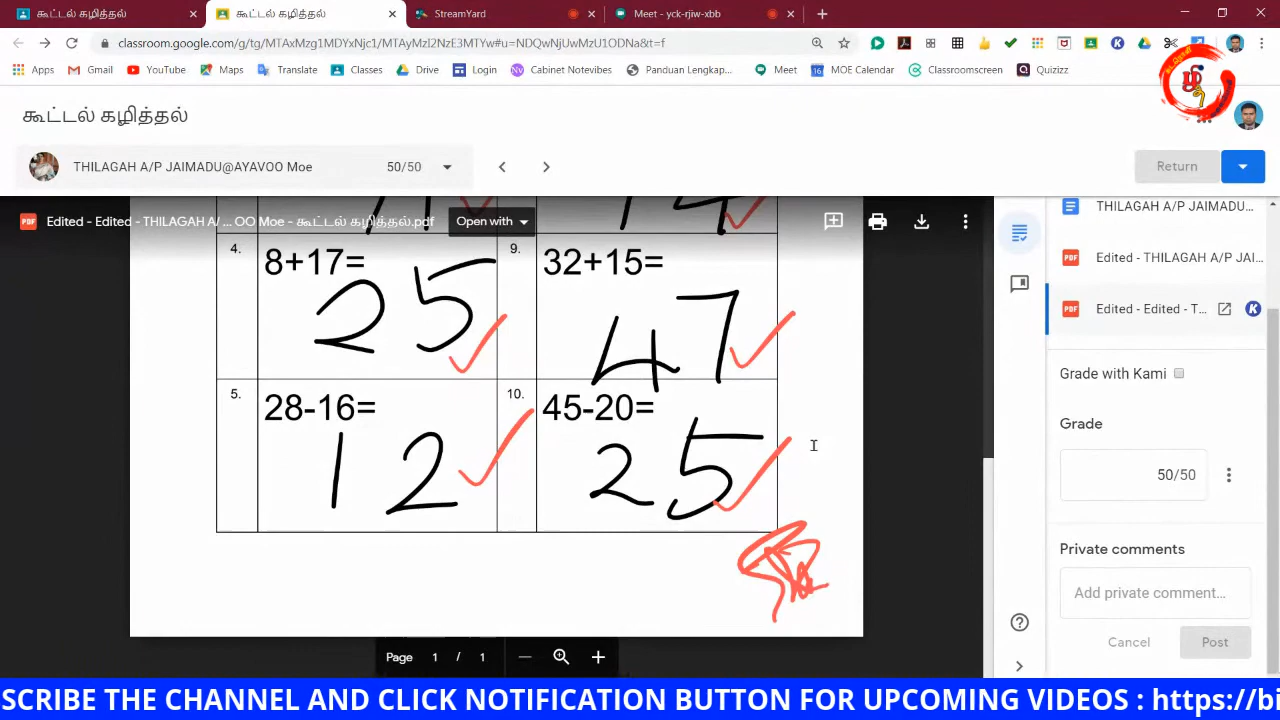 கூட்டல் கழித்தல்
கூட்டல் கழித்தல்
StreamYard
Meet - yck-rjiw-xbb
classroom.google.com/g/tg/MTAxMzg1MDYyNjc1/MTAyMzI2NzE3MTYw#u=NDQwNjUwMzU1ODNa&t=f
Apps Gmail YouTube Maps Translate Classes Drive Login Cabinet Notevibes Panduan Lengkap... Meet MOE Calendar Classroomscreen Quizizz
கூட்டல் கழித்தல்
THILAGAH A/P JAIMADU@AYAVOO Moe 50/50
Return
Edited - Edited - THILAGAH A/ ... OO Moe - கூட்டல் கழித்தல்.pdf
Open with
THILAGAH A/P JAIMADU...
Edited - THILAGAH A/P JAI...
Edited - Edited - T...
4. 8+17= 9. 32+15=
25 47
5. 28-16= 10. 45-20=
12 25
Grade with Kami
Grade
50/50
Private comments
Add private comment...
Cancel Post
Page 1 / 1
SCRIBE THE CHANNEL AND CLICK NOTIFICATION BUTTON FOR UPCOMING VIDEOS : https://bi